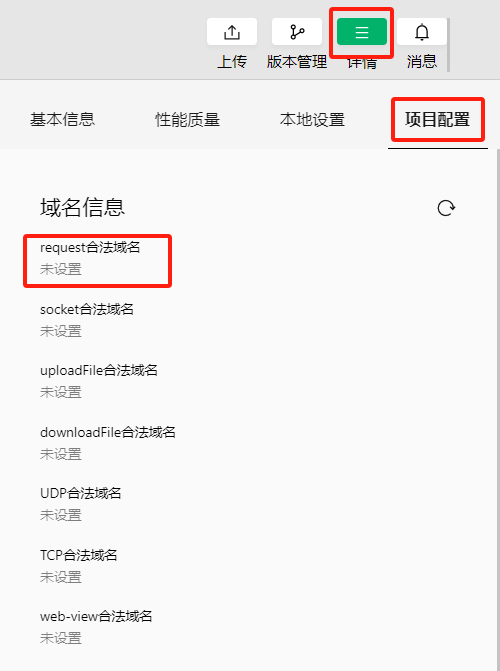 上传 版本管理 详情 消息
基本信息 性能质量 本地设置 项目配置
域名信息
request合法域名
未设置
socket合法域名
未设置
uploadFile合法域名
未设置
downloadFile合法域名
未设置
UDP合法域名
未设置
TCP合法域名
未设置
web-view合法域名
未设置